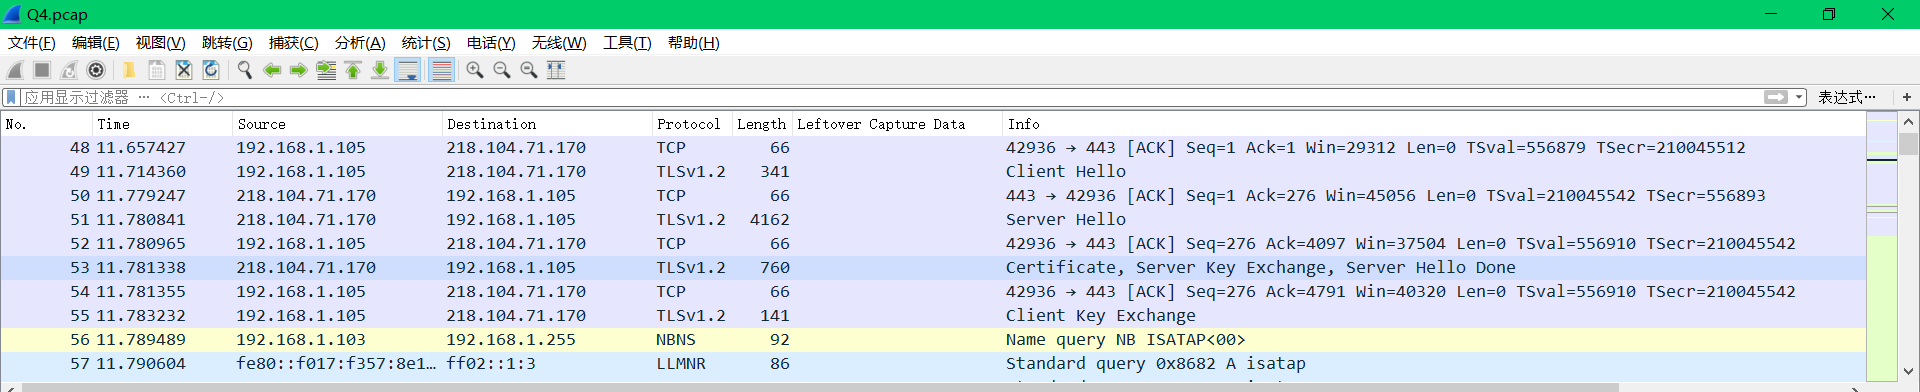 Q4.pcap
文件(F) 编辑(E) 视图(V) 跳转(G) 捕获(C) 分析(A) 统计(S) 电话(Y) 无线(W) 工具(T) 帮助(H)
应用显示过滤器 … <Ctrl-/> 表达式… +
No. Time Source Destination Protocol Length Leftover Capture Data Info
48 11.657427 192.168.1.105 218.104.71.170 TCP 66 42936 → 443 [ACK] Seq=1 Ack=1 Win=29312 Len=0 TSval=556879 TSecr=210045512
49 11.714360 192.168.1.105 218.104.71.170 TLSv1.2 341 Client Hello
50 11.779247 218.104.71.170 192.168.1.105 TCP 66 443 → 42936 [ACK] Seq=1 Ack=276 Win=45056 Len=0 TSval=210045542 TSecr=556893
51 11.780841 218.104.71.170 192.168.1.105 TLSv1.2 4162 Server Hello
52 11.780965 192.168.1.105 218.104.71.170 TCP 66 42936 → 443 [ACK] Seq=276 Ack=4097 Win=37504 Len=0 TSval=556910 TSecr=210045542
53 11.781338 218.104.71.170 192.168.1.105 TLSv1.2 760 Certificate, Server Key Exchange, Server Hello Done
54 11.781355 192.168.1.105 218.104.71.170 TCP 66 42936 → 443 [ACK] Seq=276 Ack=4791 Win=40320 Len=0 TSval=556910 TSecr=210045542
55 11.783232 192.168.1.105 218.104.71.170 TLSv1.2 141 Client Key Exchange
56 11.789489 192.168.1.103 192.168.1.255 NBNS 92 Name query NB ISATAP<00>
57 11.790604 fe80::f017:f357:8e1… ff02::1:3 LLMNR 86 Standard query 0x8682 A isatap